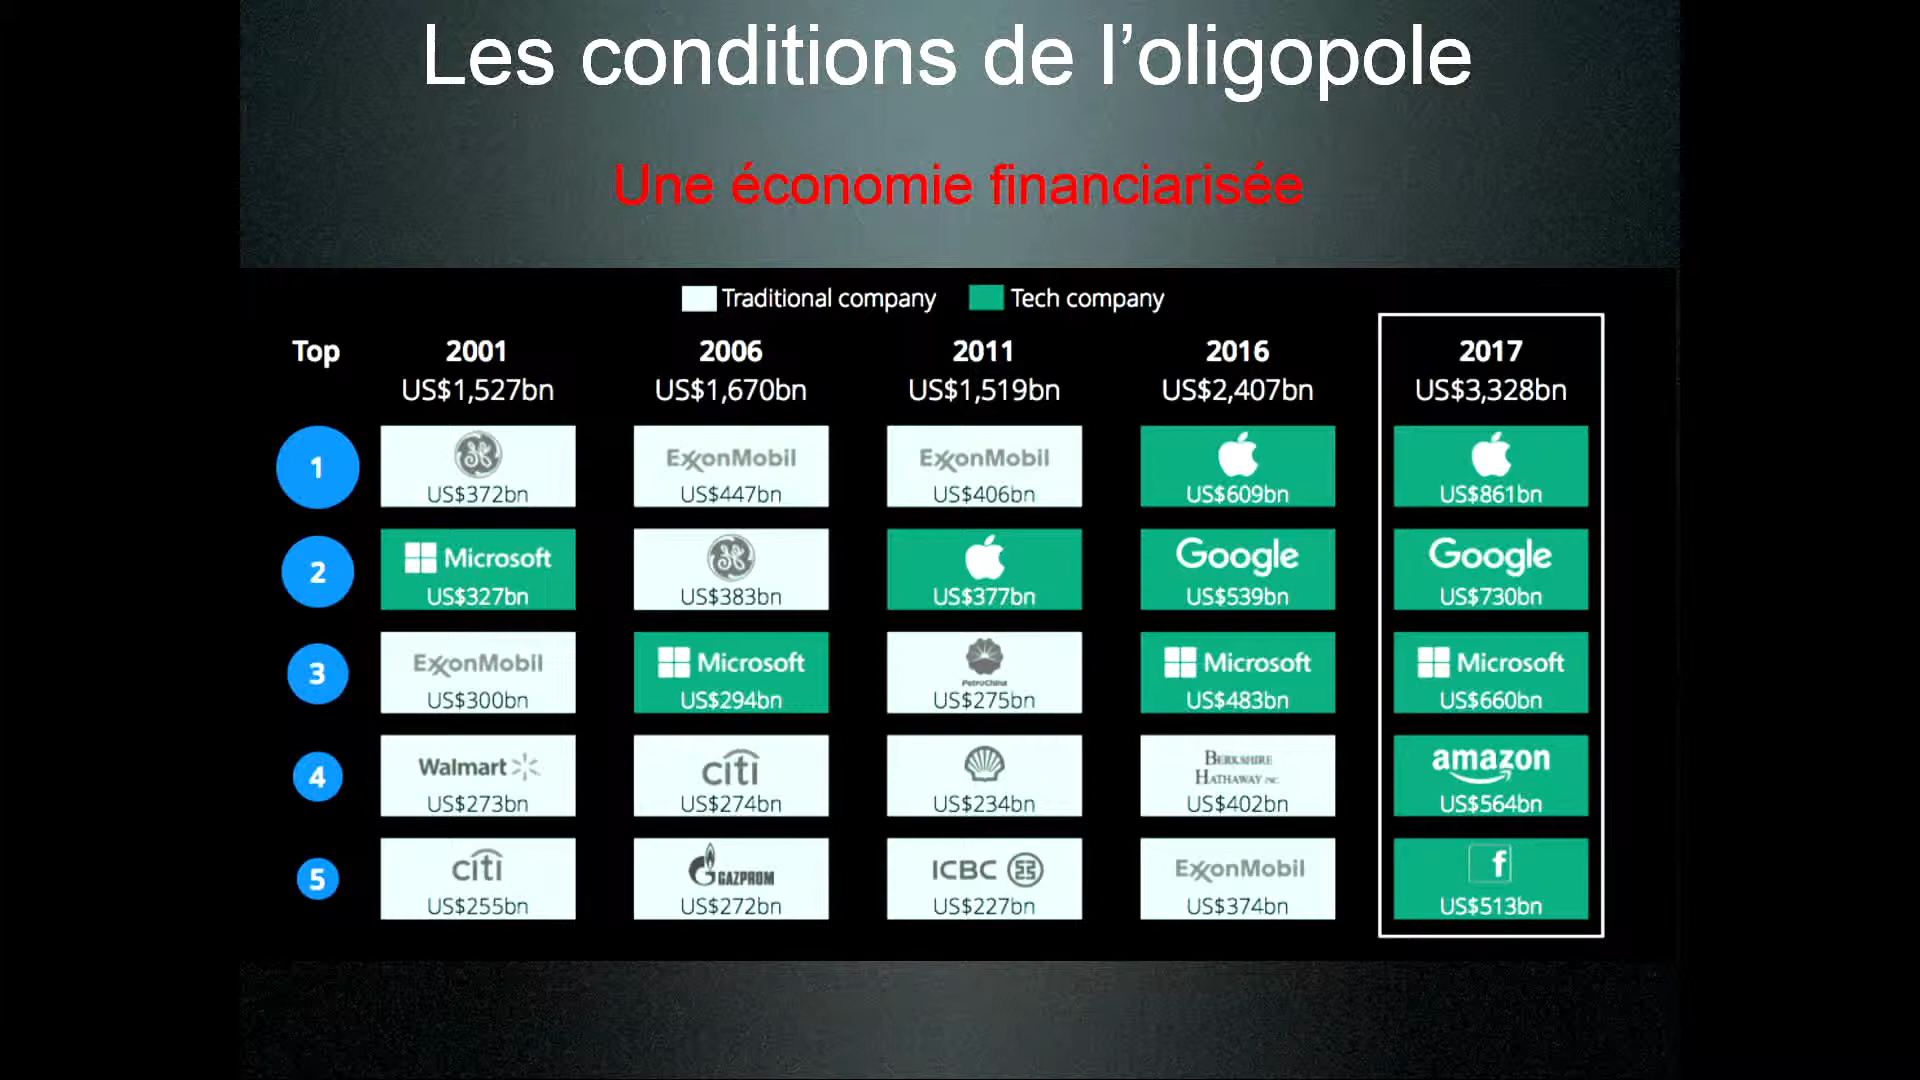 Les conditions de l’oligopole
Une économie financiarisée
Traditional company Tech company
Top 2001 2006 2011 2016 2017
US$1,527bn US$1,670bn US$1,519bn US$2,407bn US$3,328bn
1 ExxonMobil ExxonMobil
US$372bn US$447bn US$406bn US$609bn US$861bn
2 Microsoft Google Google
US$327bn US$383bn US$377bn US$539bn US$730bn
3 ExxonMobil Microsoft PetroChina Microsoft Microsoft
US$300bn US$294bn US$275bn US$483bn US$660bn
4 Walmart citi BERKSHIRE HATHAWAY INC. amazon
US$273bn US$274bn US$234bn US$402bn US$564bn
5 citi GAZPROM ICBC ExxonMobil f
US$255bn US$272bn US$227bn US$374bn US$513bn